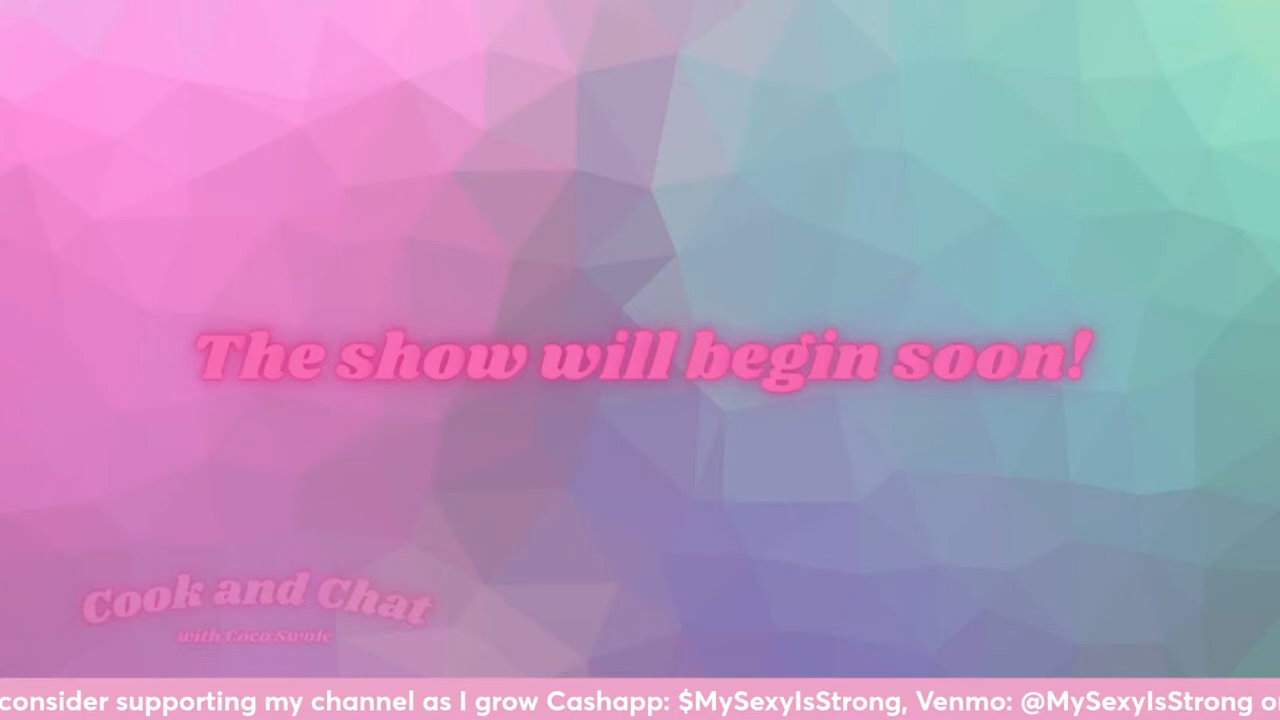 The show will begin soon!
Cook and Chat
with Coco Swole
consider supporting my channel as I grow Cashapp: $MySexyIsStrong, Venmo: @MySexyIsStrong o